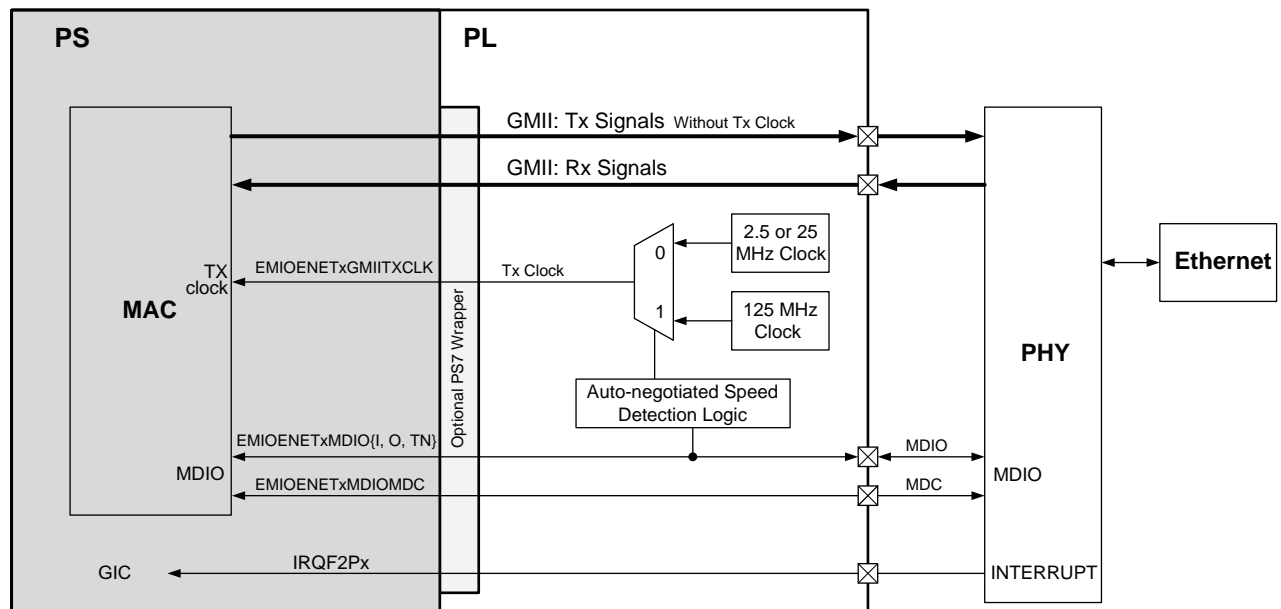 PS
PL
GMII: Tx Signals Without Tx Clock
GMII: Rx Signals
0
2.5 or 25
MHz Clock
EMIOENETxGMIITXCLK
Tx Clock
TX
clock
MAC
1
125 MHz
Clock
Ethernet
PHY
Optional PS7 Wrapper
Auto-negotiated Speed
Detection Logic
EMIOENETxMDIO{I, O, TN}
MDIO
MDIO
MDIO
EMIOENETxMDIOMDC
MDC
GIC
IRQF2Px
INTERRUPT